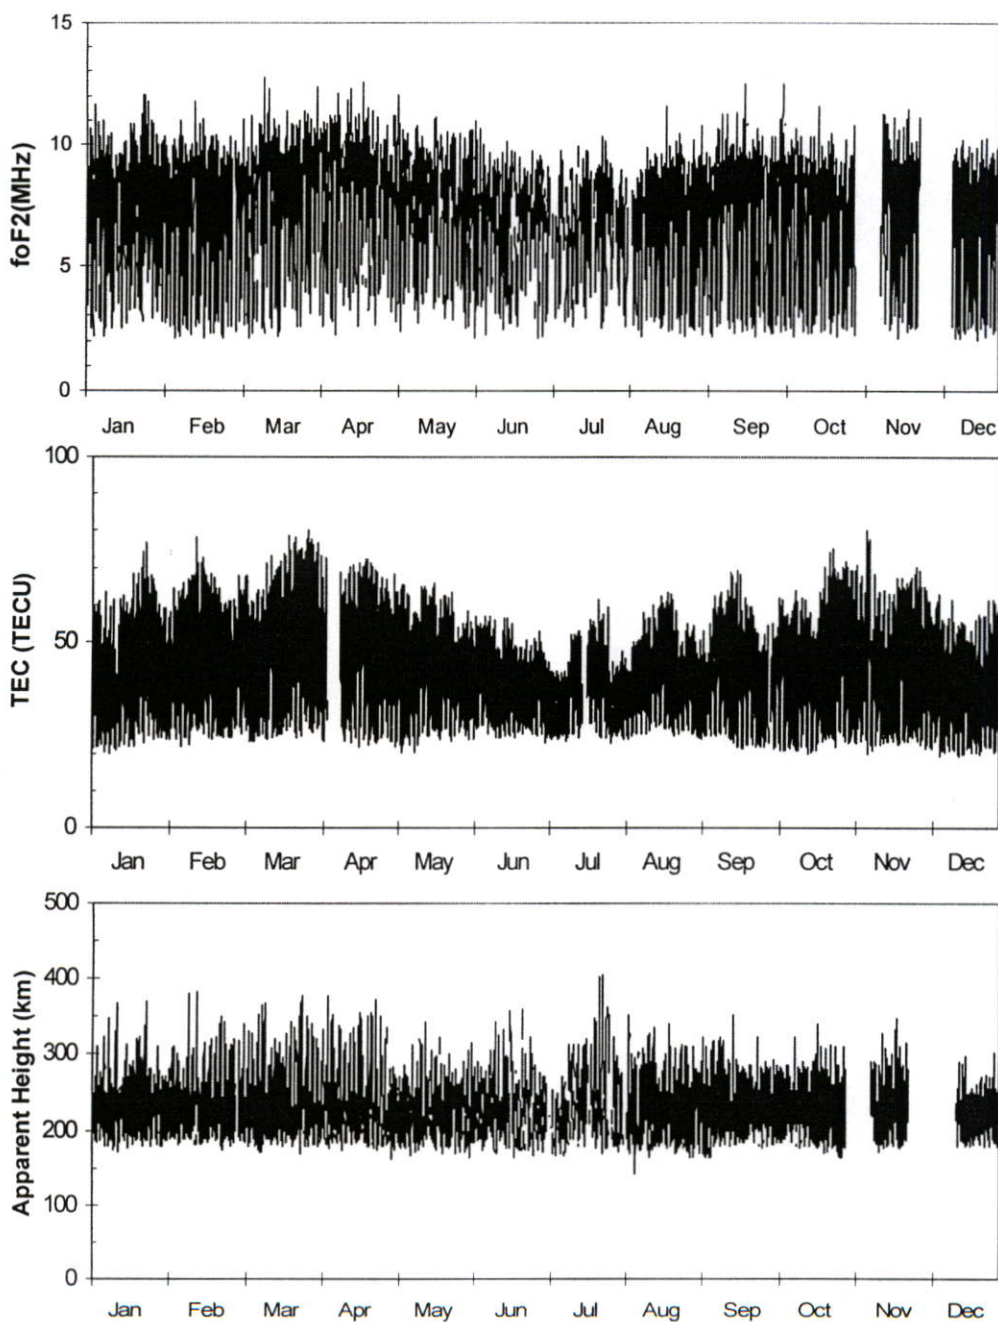 foF2(MHz)
15
10
5
0
Jan Feb Mar Apr May Jun Jul Aug Sep Oct Nov Dec
TEC (TECU)
100
50
0
Jan Feb Mar Apr May Jun Jul Aug Sep Oct Nov Dec
Apparent Height (km)
500
400
300
200
100
0
Jan Feb Mar Apr May Jun Jul Aug Sep Oct Nov Dec